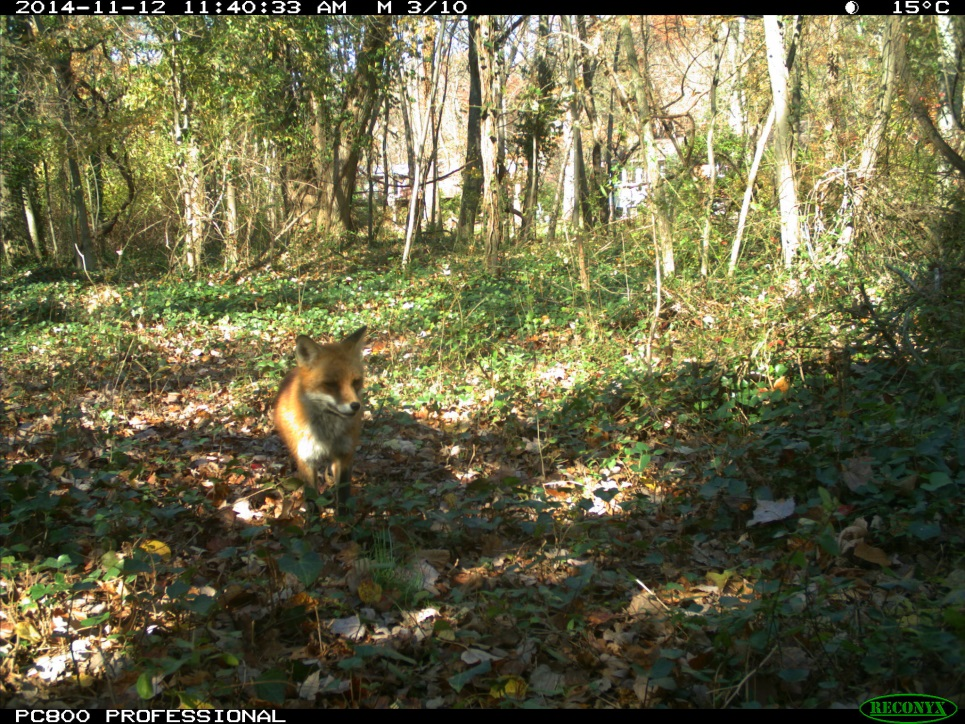 2014-11-12 11:40:33 AM M 3/10 15°C
PC800 PROFESSIONAL RECONYX